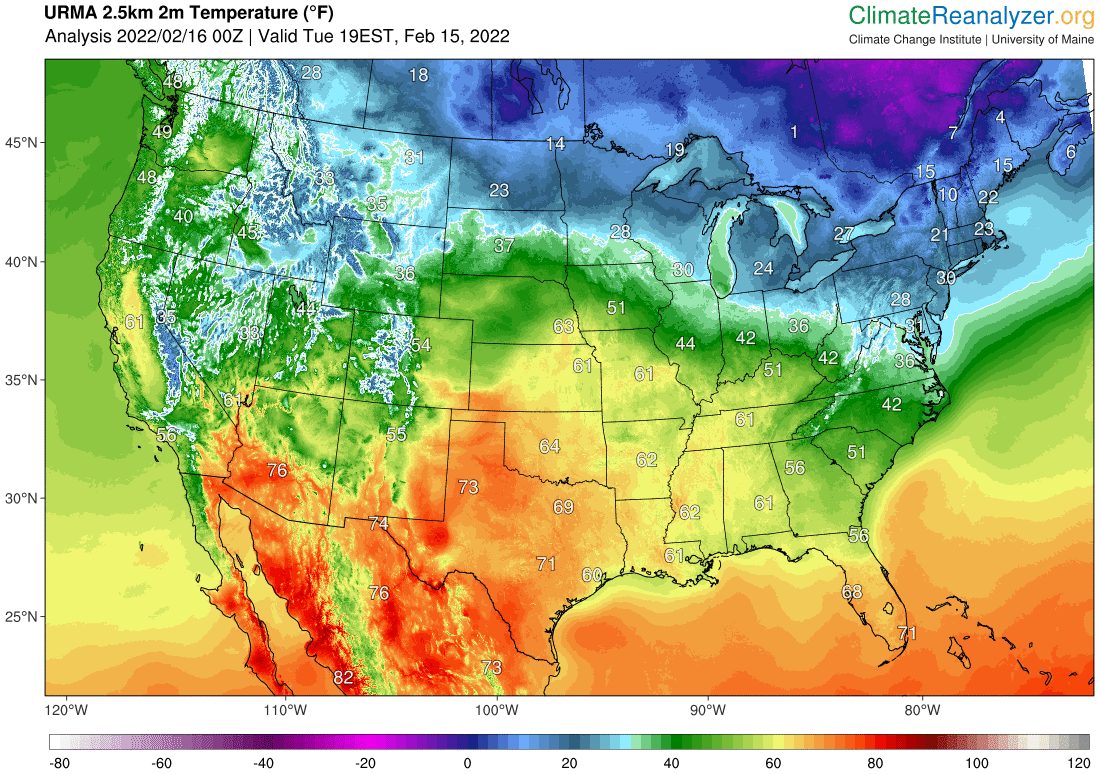 URMA 2.5km 2m Temperature (°F)
ClimateReanalyzer.org
Analysis 2022/02/16 00Z | Valid Tue 19EST, Feb 15, 2022
Climate Change Institute | University of Maine
48 28 18
49 1 7 4
45°N 14 19 6
31 15 15
48 33 23 10 22
40 35
45 37 28 27 21 23
40°N 36 30 24 30
44 51 28
61 35 33 63 42 36 31
54 44 42 36
35°N 61 61 51
61 42
56 55 64 61
76 62 56 51
30°N 73 69 62 61
74 56
71 60 61
25°N 76 68
71
82 73
120°W 110°W 100°W 90°W 80°W
-80 -60 -40 -20 0 20 40 60 80 100 120